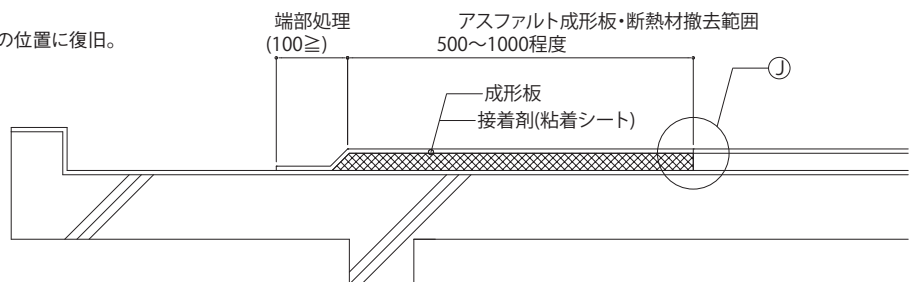 の位置に復旧。
端部処理
(100≧)
アスファルト成形板・断熱材撤去範囲
500～1000程度
成形板
接着剤(粘着シート)
Ⓙ